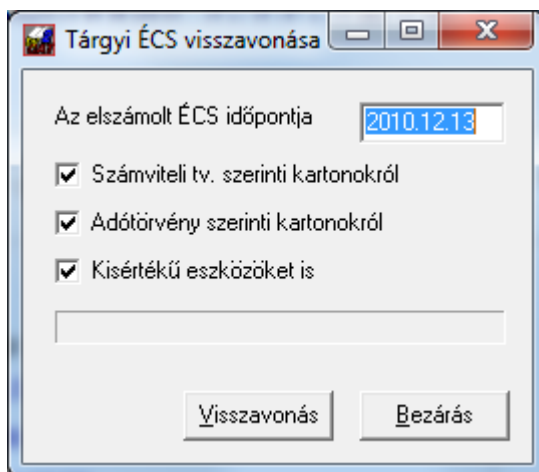 Tárgyi ÉCS visszavonása
Az elszámolt ÉCS időpontja 2010.12.13
Számviteli tv. szerinti kartonokról
Adótörvény szerinti kartonokról
Kisértékű eszközöket is
Visszavonás Bezárás